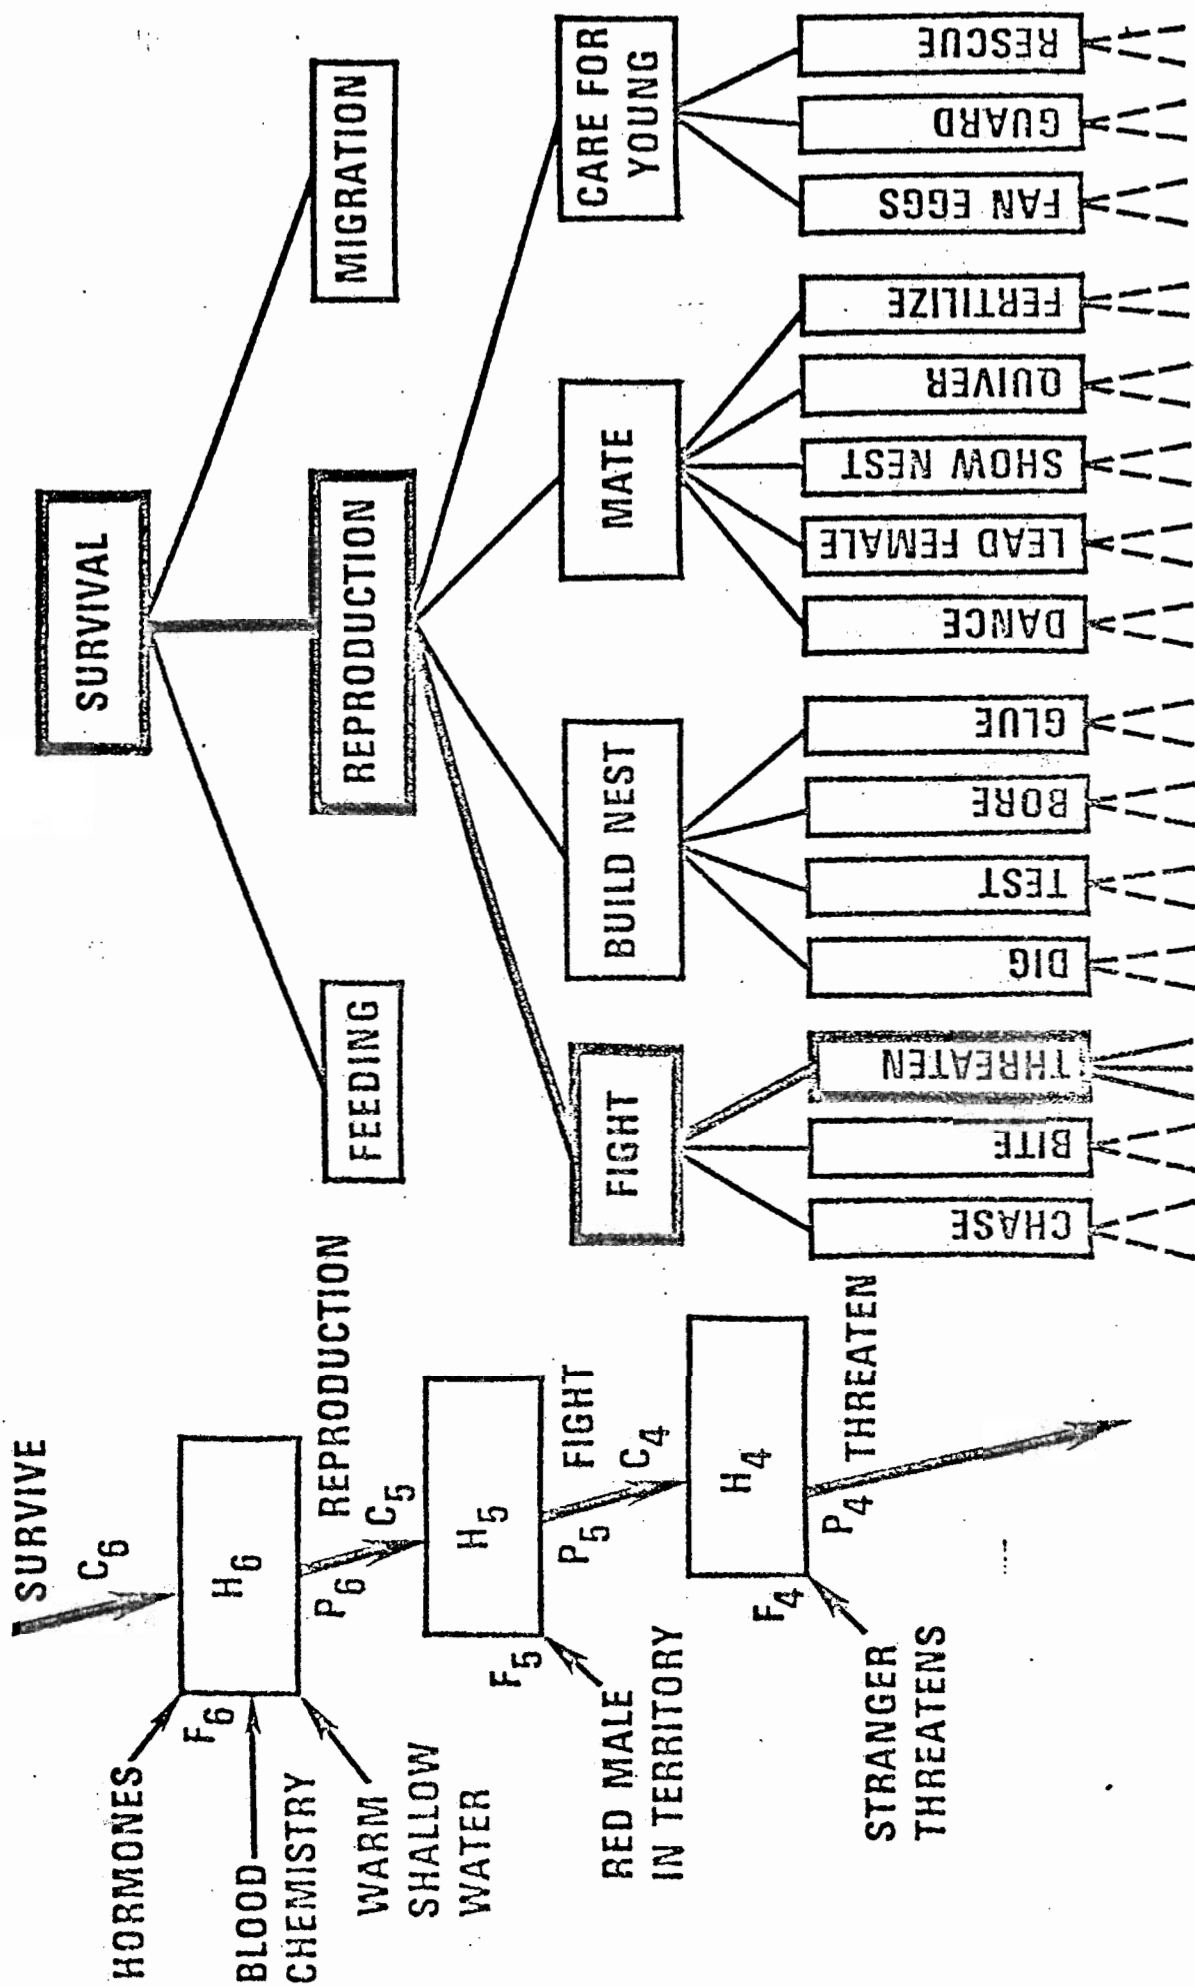 SURVIVE
C6
HORMONES
F6
H6
BLOOD
CHEMISTRY
WARM
SHALLOW
WATER
P6
REPRODUCTION
C5
H5
F5
RED MALE
IN TERRITORY
P5
FIGHT
C4
H4
F4
STRANGER
THREATENS
P4
THREATEN
SURVIVAL
FEEDING
REPRODUCTION
MIGRATION
FIGHT
BUILD NEST
MATE
CARE FOR
YOUNG
CHASE
BITE
THREATEN
DIG
TEST
BORE
GLUE
DANCE
LEAD FEMALE
SHOW NEST
QUIVER
FERTILIZE
FAN EGGS
GUARD
RESCUE